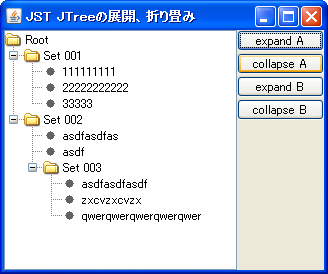 JST JTreeの展開、折り畳み
Root
Set 001
111111111
22222222222
33333
Set 002
asdfasdfas
asdf
Set 003
asdfasdfasdf
zxcvzxcvzx
qwerqwerqwerqwerqwer
expand A
collapse A
expand B
collapse B